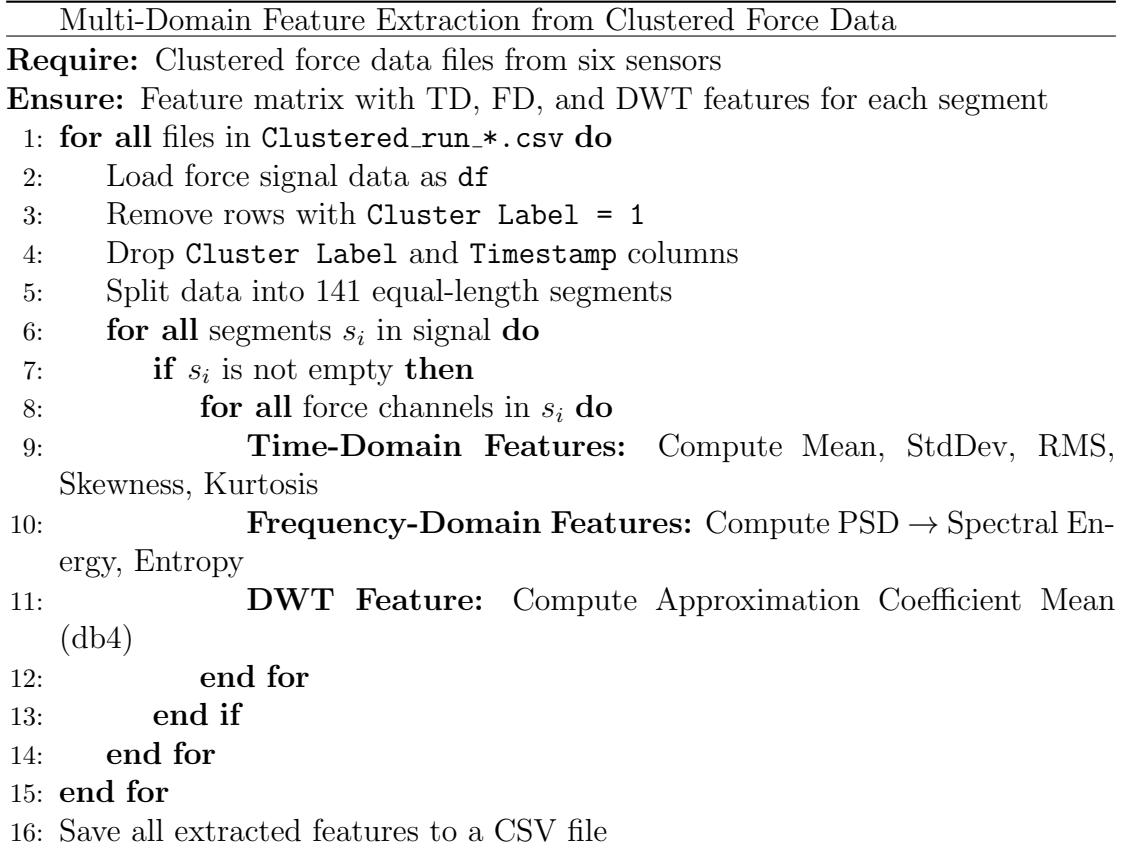 Multi-Domain Feature Extraction from Clustered Force Data
Require: Clustered force data files from six sensors
Ensure: Feature matrix with TD, FD, and DWT features for each segment
1: for all files in Clustered_run_*.csv do
2: Load force signal data as df
3: Remove rows with Cluster Label = 1
4: Drop Cluster Label and Timestamp columns
5: Split data into 141 equal-length segments
6: for all segments s_i in signal do
7: if s_i is not empty then
8: for all force channels in s_i do
9: Time-Domain Features: Compute Mean, StdDev, RMS,
Skewness, Kurtosis
10: Frequency-Domain Features: Compute PSD → Spectral En-
ergy, Entropy
11: DWT Feature: Compute Approximation Coefficient Mean
(db4)
12: end for
13: end if
14: end for
15: end for
16: Save all extracted features to a CSV file